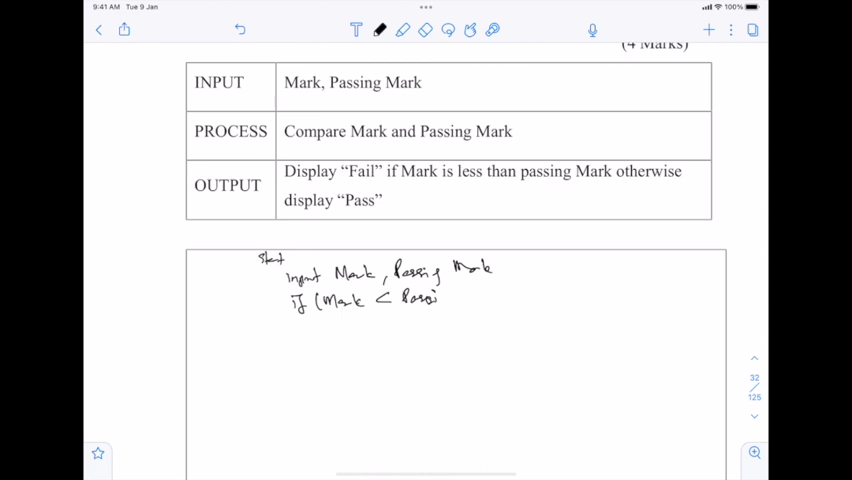 9:41 AM Tue 9 Jan
100%
(4 Marks)
INPUT
Mark, Passing Mark
PROCESS
Compare Mark and Passing Mark
OUTPUT
Display “Fail” if Mark is less than passing Mark otherwise
display “Pass”
Start
input Mark, Passing Mark
if (Mark < Passi
32
125